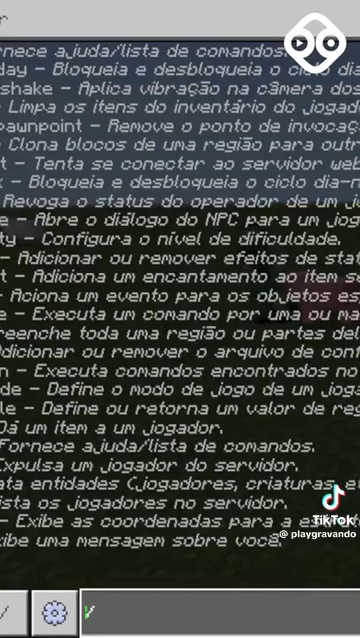 r
rnece ajuda/lista de comandos.
day - Bloqueia e desbloqueia o ciclo dia
shake - Aplica vibração na câmera dos
- Limpa os itens do inventário do jogad
pawnpoint - Remove o ponto de invocaç
- Clona blocos de uma região para outr
t - Tenta se conectar ao servidor web
k - Bloqueia e desbloqueia o ciclo dia-n
Revoga o status do operador de um jo
e - Abre o diálogo do NPC para um jog
ty - Configura o nível de dificuldade.
- Adicionar ou remover efeitos de stat
t - Adiciona um encantamento ao item se
- Aciona um evento para os objetos es
e - Executa um comando por uma ou ma
reenche toda uma região ou partes del
Adicionar ou remover o arquivo de cont
n - Executa comandos encontrados no
de - Define o modo de jogo de um joga
le - Define ou retorna um valor de reg
Dá um item a um jogador.
Fornece ajuda/lista de comandos.
Expulsa um jogador do servidor.
ata entidades (jogadores, criaturas, et
ista os jogadores no servidor.
- Exibe as coordenadas para a est
xibe uma mensagem sobre você.
TikTok
@ playgravando
/
/